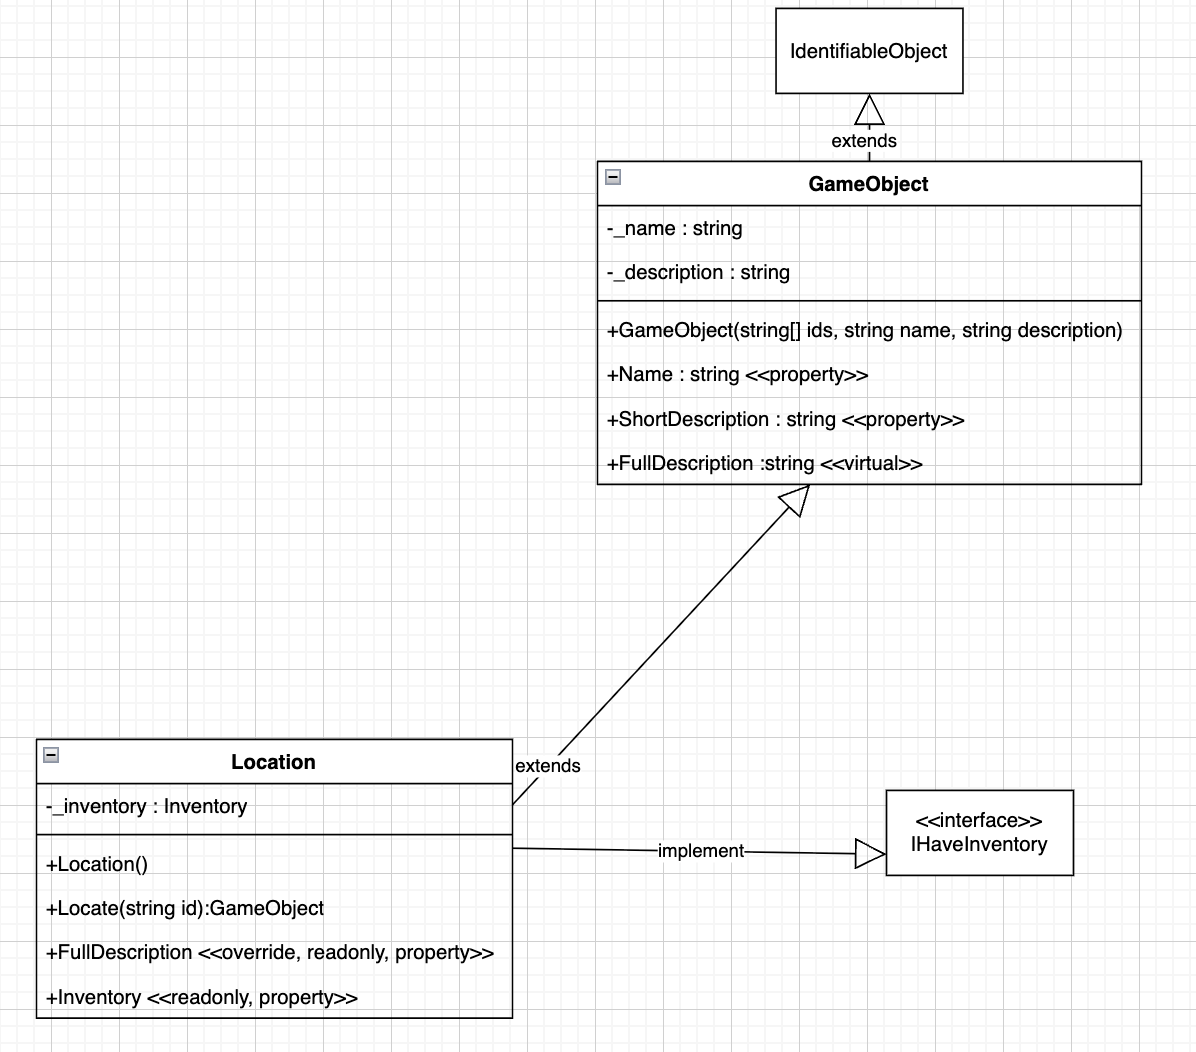 IdentifiableObject
extends
GameObject
-_name : string
-_description : string
+GameObject(string[] ids, string name, string description)
+Name : string <<property>>
+ShortDescription : string <<property>>
+FullDescription :string <<virtual>>
extends
Location
-_inventory : Inventory
+Location()
+Locate(string id):GameObject
+FullDescription <<override, readonly, property>>
+Inventory <<readonly, property>>
implement
<<interface>>
IHaveInventory